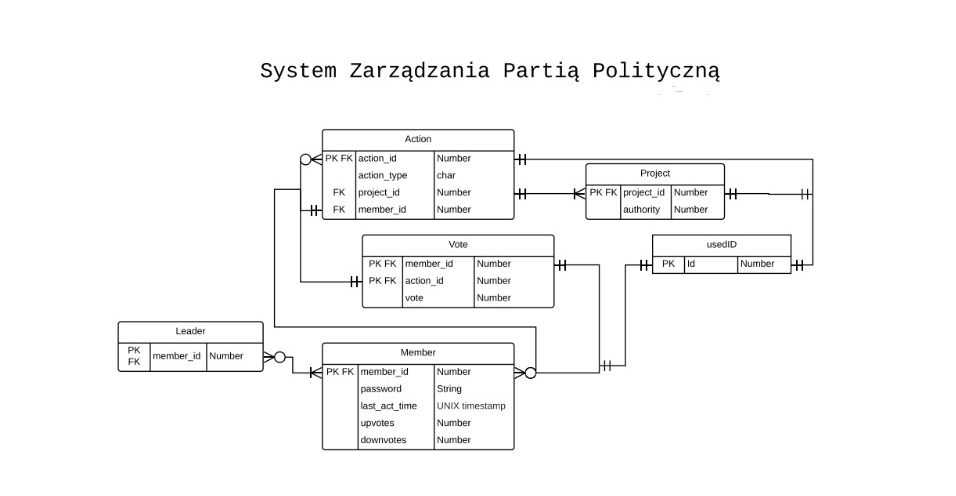 System Zarządzania Partią Polityczną
Action
PK FK action_id Number
action_type char
FK project_id Number
FK member_id Number
Project
PK FK project_id Number
authority Number
Vote
PK FK member_id Number
PK FK action_id Number
vote Number
usedID
PK Id Number
Leader
PK
FK member_id Number
Member
PK FK member_id Number
password String
last_act_time UNIX timestamp
upvotes Number
downvotes Number